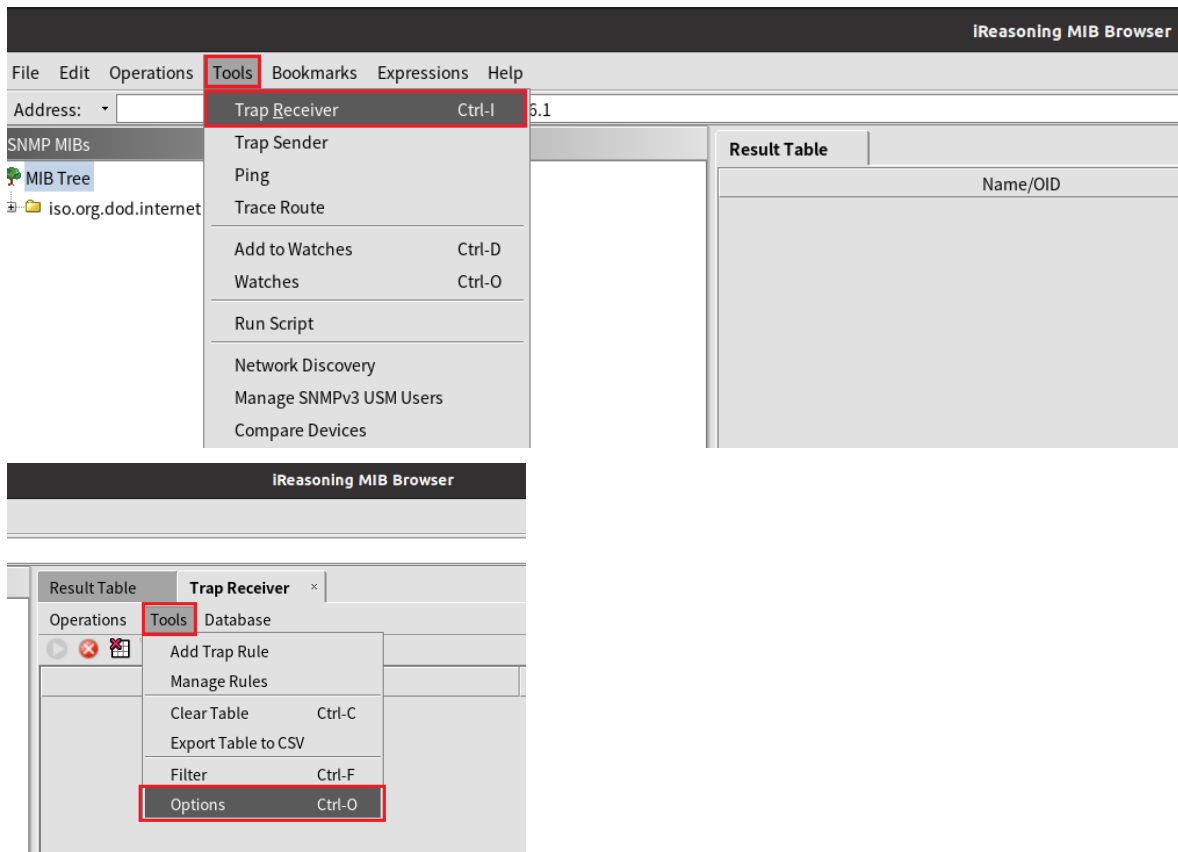 iReasoning MIB Browser
File Edit Operations Tools Bookmarks Expressions Help
Address: 6.1
Trap Receiver Ctrl-I
SNMP MIBs
Trap Sender
Result Table
MIB Tree
Ping
Name/OID
iso.org.dod.internet
Trace Route
Add to Watches Ctrl-D
Watches Ctrl-O
Run Script
Network Discovery
Manage SNMPv3 USM Users
Compare Devices
iReasoning MIB Browser
Result Table Trap Receiver ×
Operations Tools Database
Add Trap Rule
Manage Rules
Clear Table Ctrl-C
Export Table to CSV
Filter Ctrl-F
Options Ctrl-O